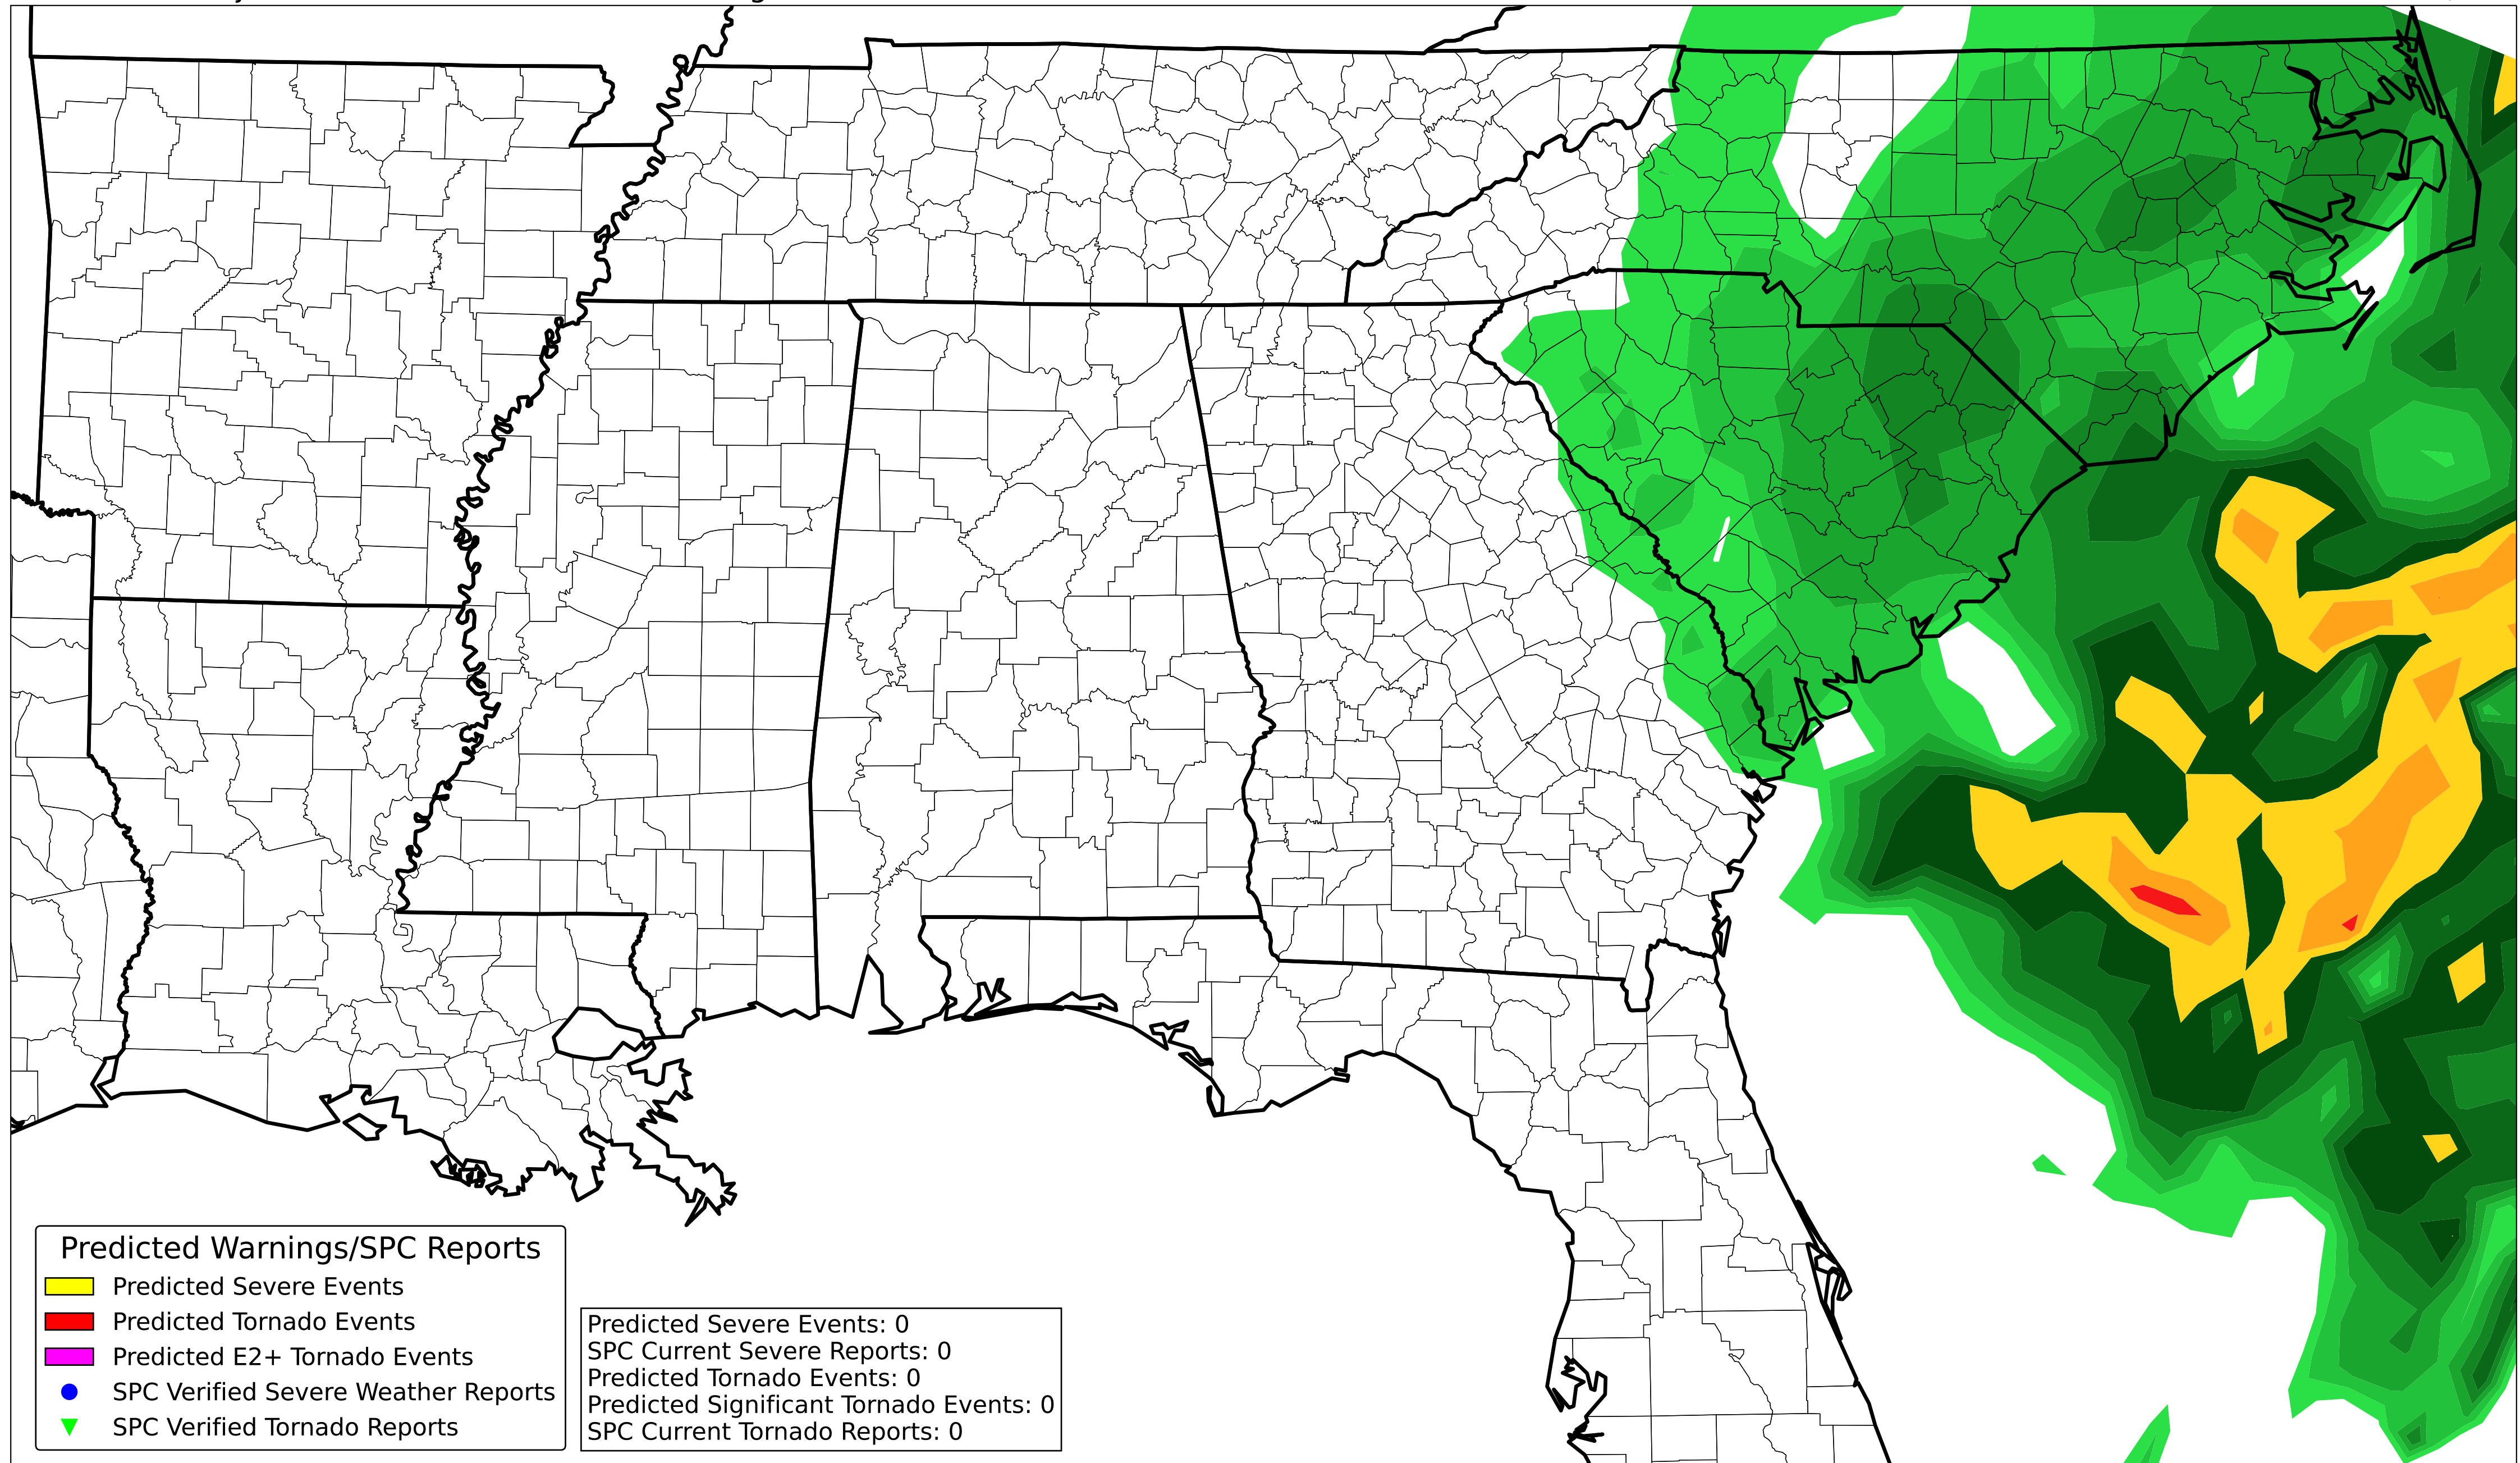 Predicted Warnings/SPC Reports
Predicted Severe Events
Predicted Tornado Events
Predicted E2+ Tornado Events
SPC Verified Severe Weather Reports
SPC Verified Tornado Reports
Predicted Severe Events: 0
SPC Current Severe Reports: 0
Predicted Tornado Events: 0
Predicted Significant Tornado Events: 0
SPC Current Tornado Reports: 0